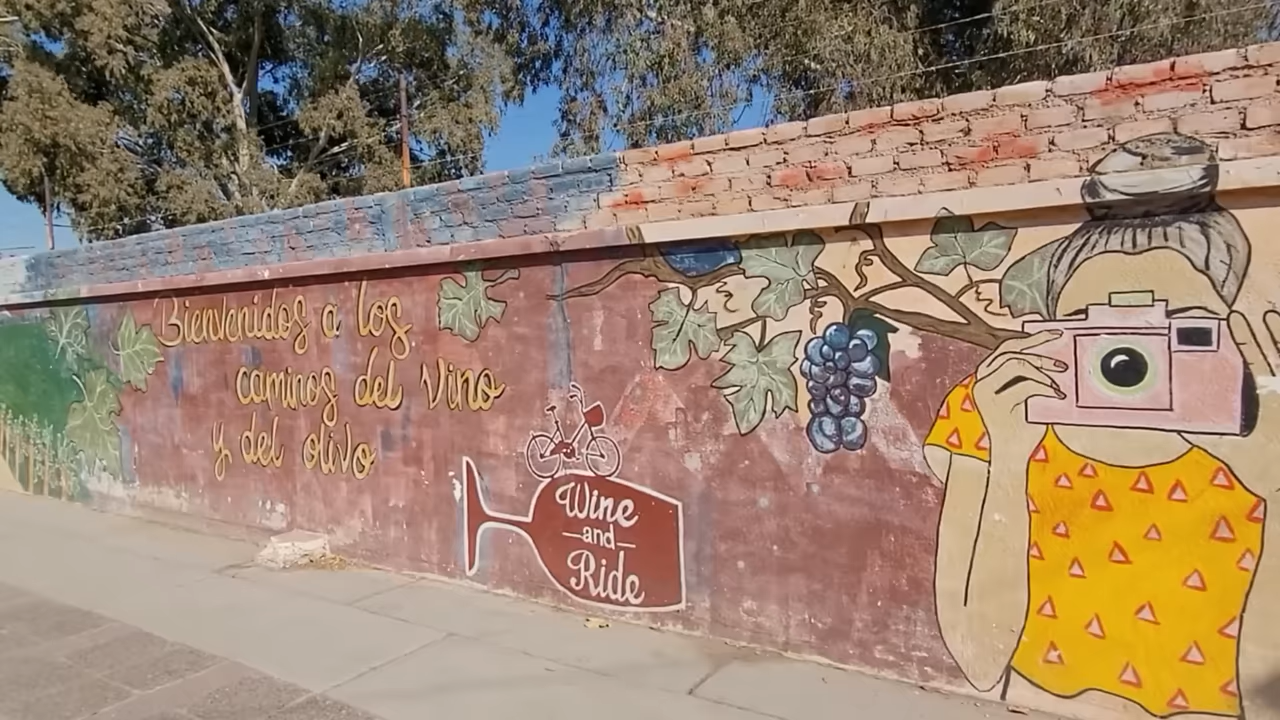 Bienvenidos a los
caminos del Vino
y del olivo
Wine
and
Ride